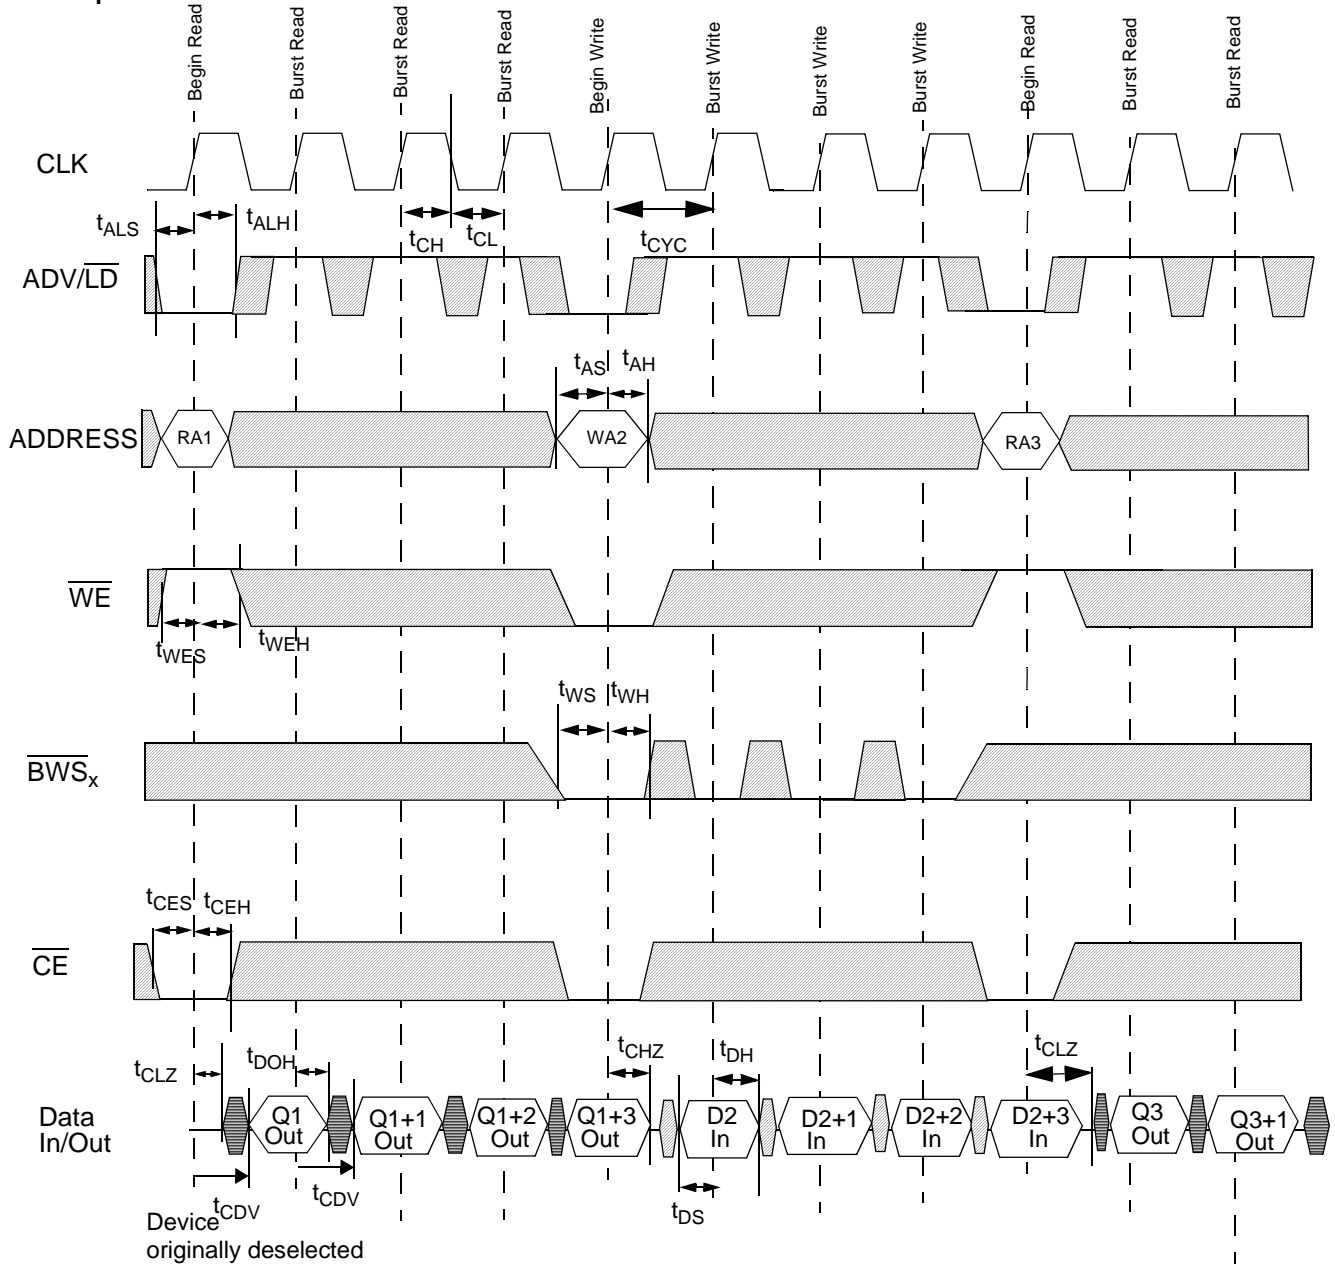 Begin Read
Burst Read
Burst Read
Burst Read
Begin Write
Burst Write
Burst Write
Burst Write
Begin Read
Burst Read
Burst Read
CLK
tALS
tALH
tCH
tCL
tCYC
ADV/LD
tAS
tAH
ADDRESS
RA1
WA2
RA3
WE
tWES
tWEH
tWS
tWH
BWSx
tCES
tCEH
CE
tCLZ
tDOH
tCHZ
tDH
tCLZ
Data
In/Out
Q1
Out
Q1+1
Out
Q1+2
Out
Q1+3
Out
D2
In
D2+1
In
D2+2
In
D2+3
In
Q3
Out
Q3+1
Out
tCDV
tCDV
tDS
Device
originally deselected